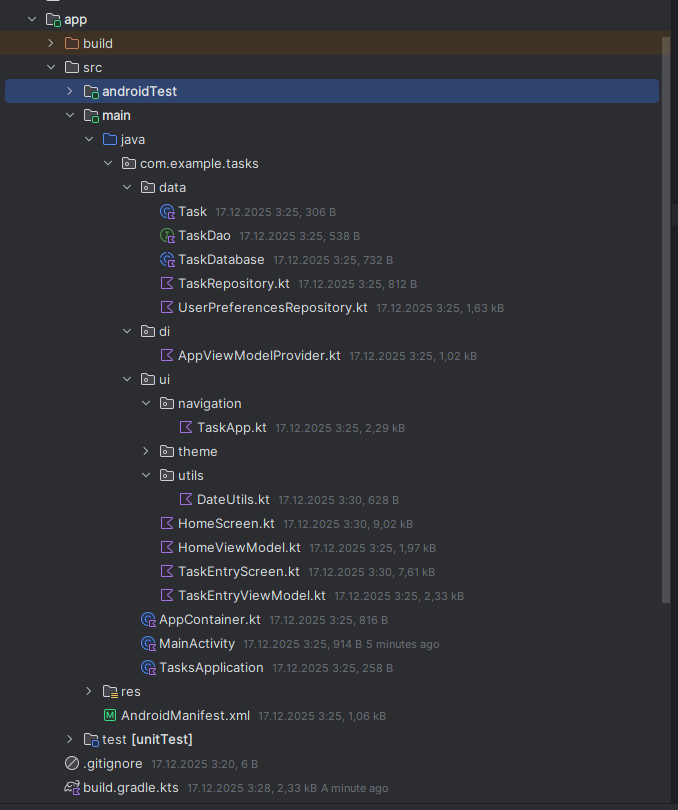 app
build
src
androidTest
main
java
com.example.tasks
data
Task 17.12.2025 3:25, 306 B
TaskDao 17.12.2025 3:25, 538 B
TaskDatabase 17.12.2025 3:25, 732 B
TaskRepository.kt 17.12.2025 3:25, 812 B
UserPreferencesRepository.kt 17.12.2025 3:25, 1,63 kB
di
AppViewModelProvider.kt 17.12.2025 3:25, 1,02 kB
ui
navigation
TaskApp.kt 17.12.2025 3:25, 2,29 kB
theme
utils
DateUtils.kt 17.12.2025 3:30, 628 B
HomeScreen.kt 17.12.2025 3:30, 9,02 kB
HomeViewModel.kt 17.12.2025 3:25, 1,97 kB
TaskEntryScreen.kt 17.12.2025 3:30, 7,61 kB
TaskEntryViewModel.kt 17.12.2025 3:25, 2,33 kB
AppContainer.kt 17.12.2025 3:25, 816 B
MainActivity 17.12.2025 3:25, 914 B 5 minutes ago
TasksApplication 17.12.2025 3:25, 258 B
res
AndroidManifest.xml 17.12.2025 3:25, 1,06 kB
test [unitTest]
.gitignore 17.12.2025 3:20, 6 B
build.gradle.kts 17.12.2025 3:28, 2,33 kB A minute ago